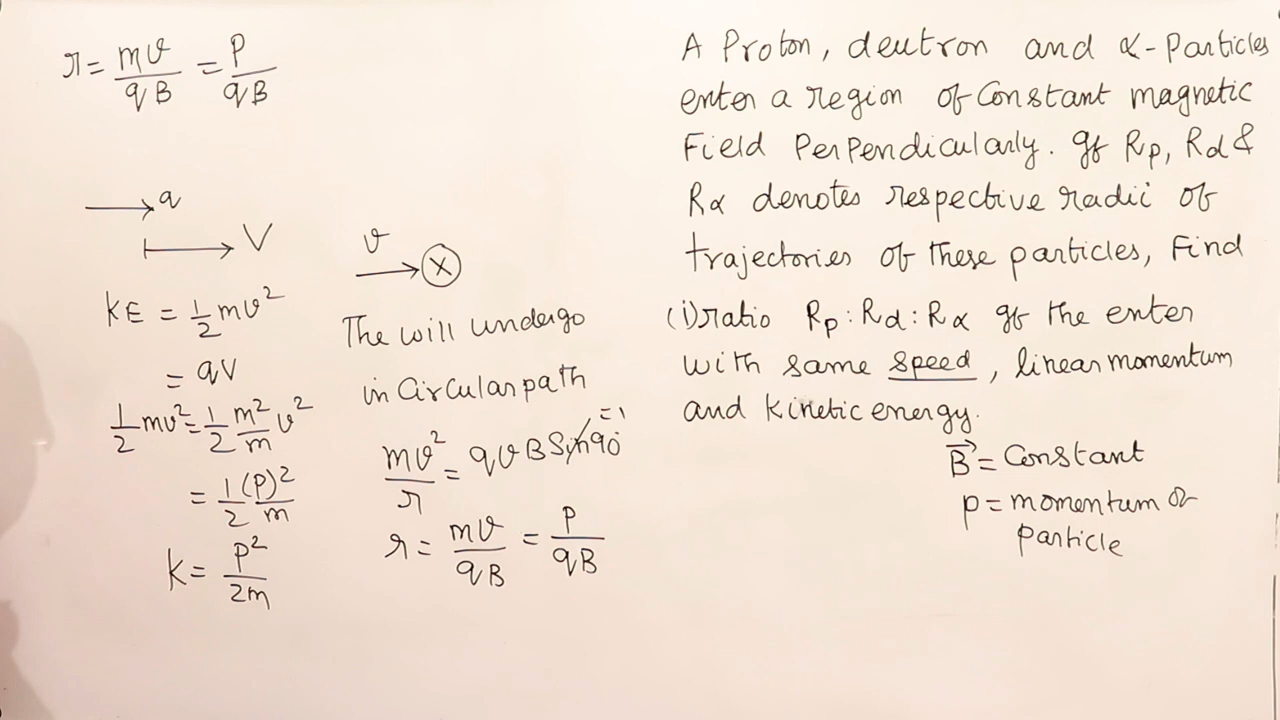 r = mv/qB = P/qB
q
V
KE = 1/2 mv²
= qV
1/2 mv² = 1/2 m²/m v²
= 1/2 (P)²/m
K = P²/2m
v
The will undergo
in Circular path
mv²/r = qvB Sin90° = 1
r = mv/qB = P/qB
A Proton, deutron and α-Particles
enter a region of Constant magnetic
Field Perpendicularly. If Rp, Rd &
Rα denotes respective radii of
trajectories of these particles, Find
(i) ratio Rp : Rd : Rα If the enter
with same speed, linear momentum
and kinetic energy.
B⃗ = Constant
p = momentum of
particle